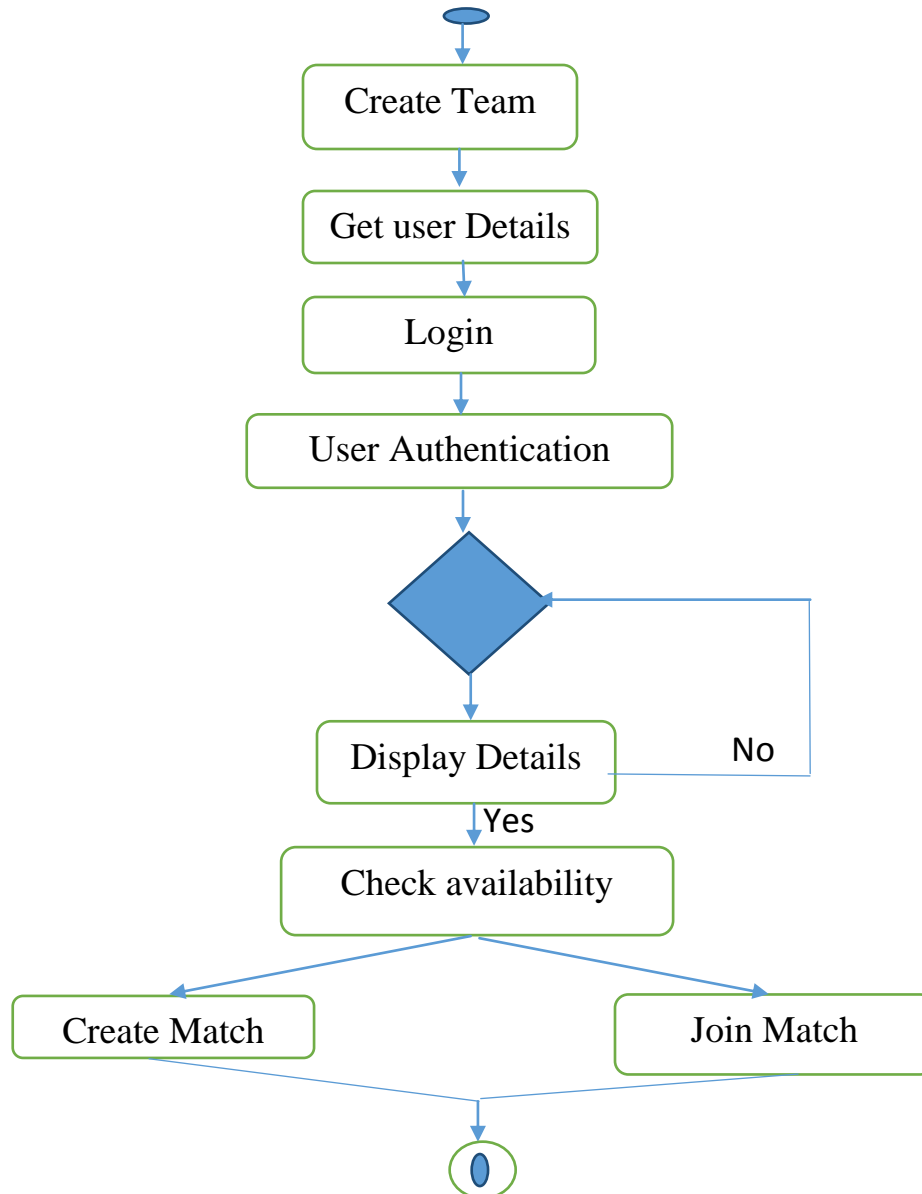 Create Team
Get user Details
Login
User Authentication
Display Details
No
Yes
Check availability
Create Match
Join Match